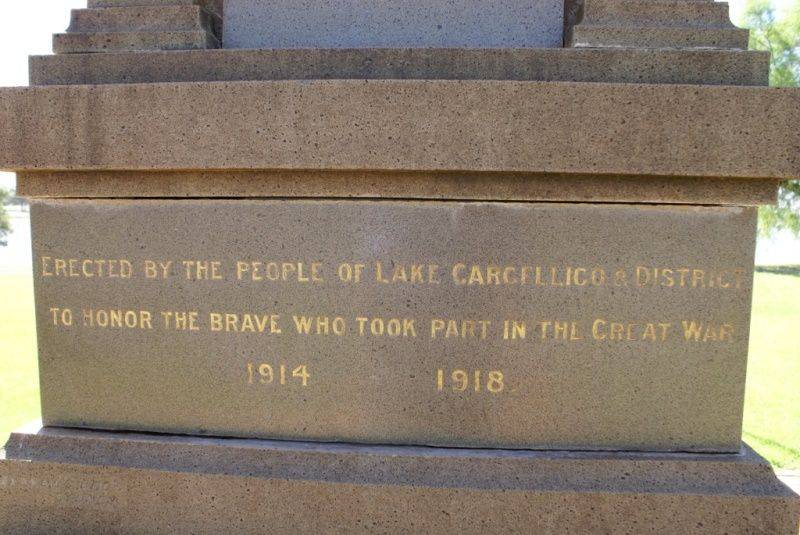 ERECTED BY THE PEOPLE OF LAKE CARGELLIGO & DISTRICT
TO HONOR THE BRAVE WHO TOOK PART IN THE GREAT WAR
1914 1918